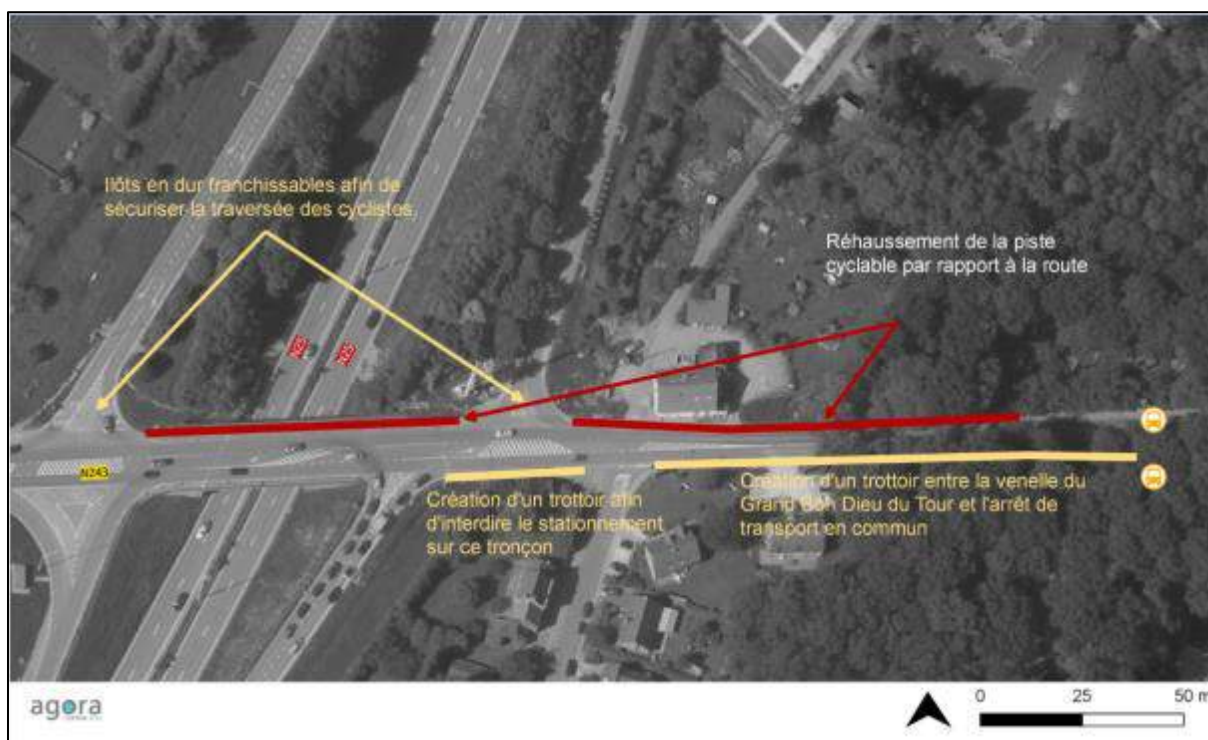 Ilôts en dur franchissables afin de
sécuriser la traversée des cyclistes
Réhaussement de la piste
cyclable par rapport à la route
N25
N25
N243
Création d'un trottoir afin
d'interdire le stationnement
sur ce tronçon
Création d'un trottoir entre la venelle du
Grand Bon Dieu du Tour et l'arrêt de
transport en commun
agora
0 25 50 m